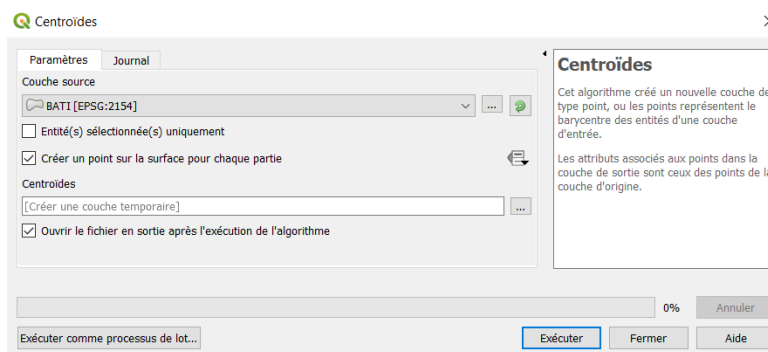 Centroïdes
Paramètres Journal
Couche source
BATI [EPSG:2154]
...
Entité(s) sélectionnée(s) uniquement
Créer un point sur la surface pour chaque partie
Centroïdes
[Créer une couche temporaire]
...
Ouvrir le fichier en sortie après l'exécution de l'algorithme
Centroïdes
Cet algorithme créé un nouvelle couche de
type point, ou les points représentent le
barycentre des entités d'une couche
d'entrée.
Les attributs associés aux points dans la
couche de sortie sont ceux des points de la
couche d'origine.
0% Annuler
Exécuter comme processus de lot... Exécuter Fermer Aide